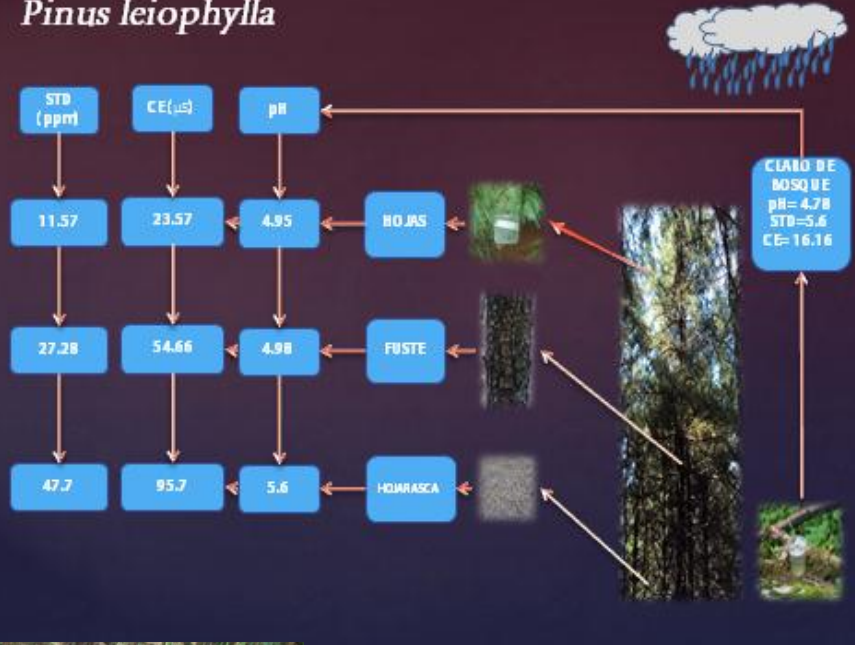 Pinus leiophylla
STD
(ppm)
CE(µS)
pH
CLARO DE
BOSQUE
pH= 4.78
STD=5.6
CE= 16.16
11.57
23.57
4.95
HOJAS
27.28
54.66
4.98
FUSTE
47.7
95.7
5.6
HOJARASCA